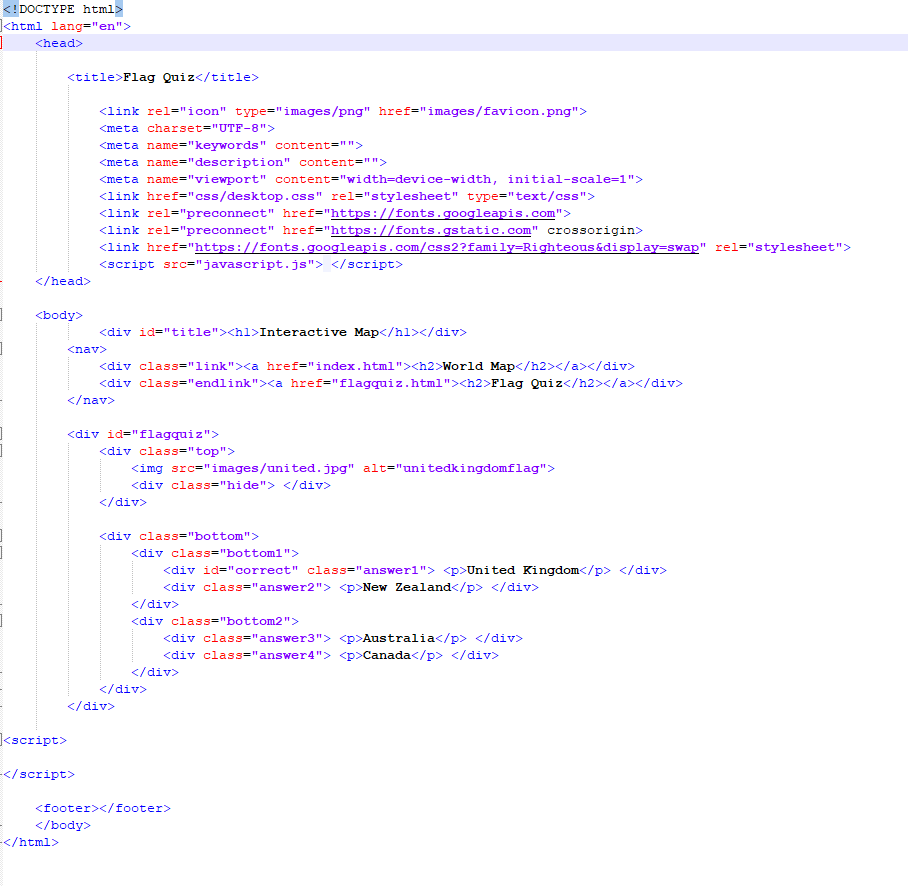 <!DOCTYPE html>
<html lang="en">
<head>
<title>Flag Quiz</title>
<link rel="icon" type="images/png" href="images/favicon.png">
<meta charset="UTF-8">
<meta name="keywords" content="">
<meta name="description" content="">
<meta name="viewport" content="width=device-width, initial-scale=1">
<link href="css/desktop.css" rel="stylesheet" type="text/css">
<link rel="preconnect" href="https://fonts.googleapis.com">
<link rel="preconnect" href="https://fonts.gstatic.com" crossorigin>
<link href="https://fonts.googleapis.com/css2?family=Righteous&display=swap" rel="stylesheet">
<script src="javascript.js"> </script>
</head>
<body>
<div id="title"><h1>Interactive Map</h1></div>
<nav>
<div class="link"><a href="index.html"><h2>World Map</h2></a></div>
<div class="endlink"><a href="flagquiz.html"><h2>Flag Quiz</h2></a></div>
</nav>
<div id="flagquiz">
<div class="top">
<img src="images/united.jpg" alt="unitedkingdomflag">
<div class="hide"> </div>
</div>
<div class="bottom">
<div class="bottom1">
<div id="correct" class="answer1"> <p>United Kingdom</p> </div>
<div class="answer2"> <p>New Zealand</p> </div>
</div>
<div class="bottom2">
<div class="answer3"> <p>Australia</p> </div>
<div class="answer4"> <p>Canada</p> </div>
</div>
</div>
</div>
<script>
</script>
<footer></footer>
</body>
</html>